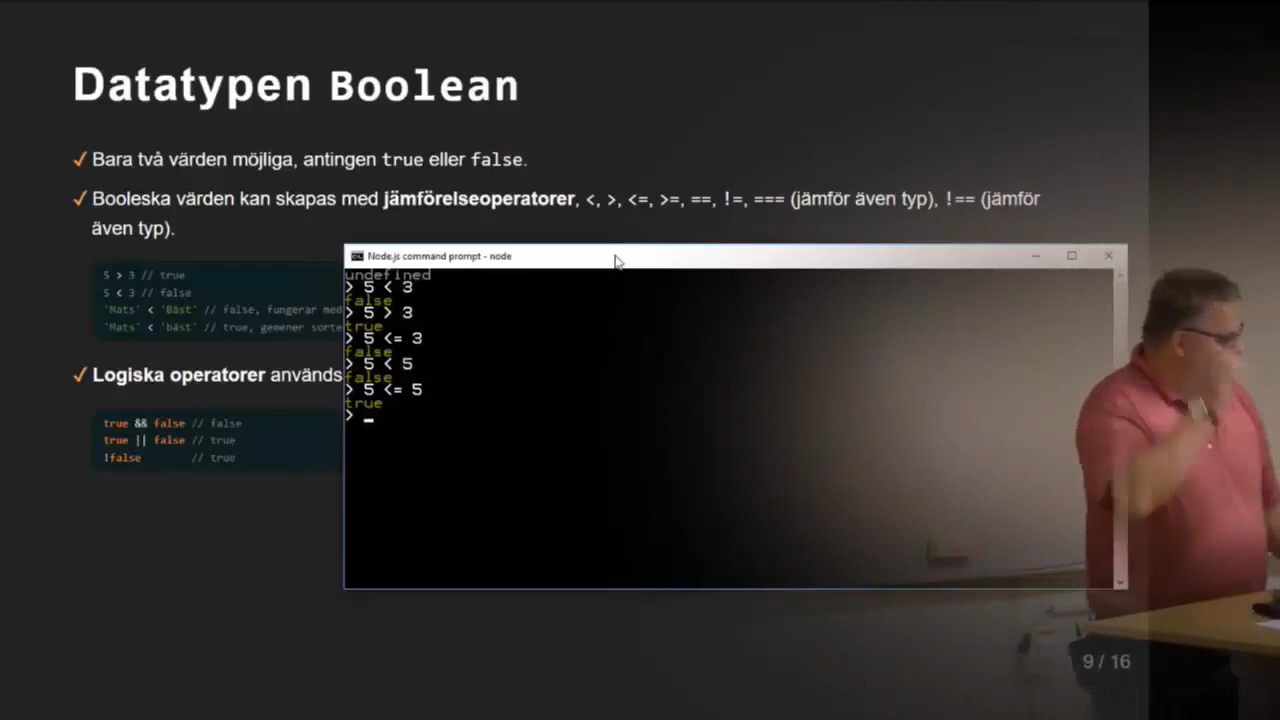 Datatypen Boolean
✓ Bara två värden möjliga, antingen true eller false.
✓ Booleska värden kan skapas med jämförelseoperatorer, <, >, <=, >=, ==, !=, === (jämför även typ), !== (jämför
även typ).
5 > 3 // true
5 < 3 // false
'Mats' < 'Bäst' // false, fungerar med
'Mats' < 'bäst' // true, gemener sorte
✓ Logiska operatorer används
true && false // false
true || false // true
!false // true
Node.js command prompt - node
undefined
> 5 < 3
false
> 5 > 3
true
> 5 <= 3
false
> 5 < 5
false
> 5 <= 5
true
> _
9 / 16